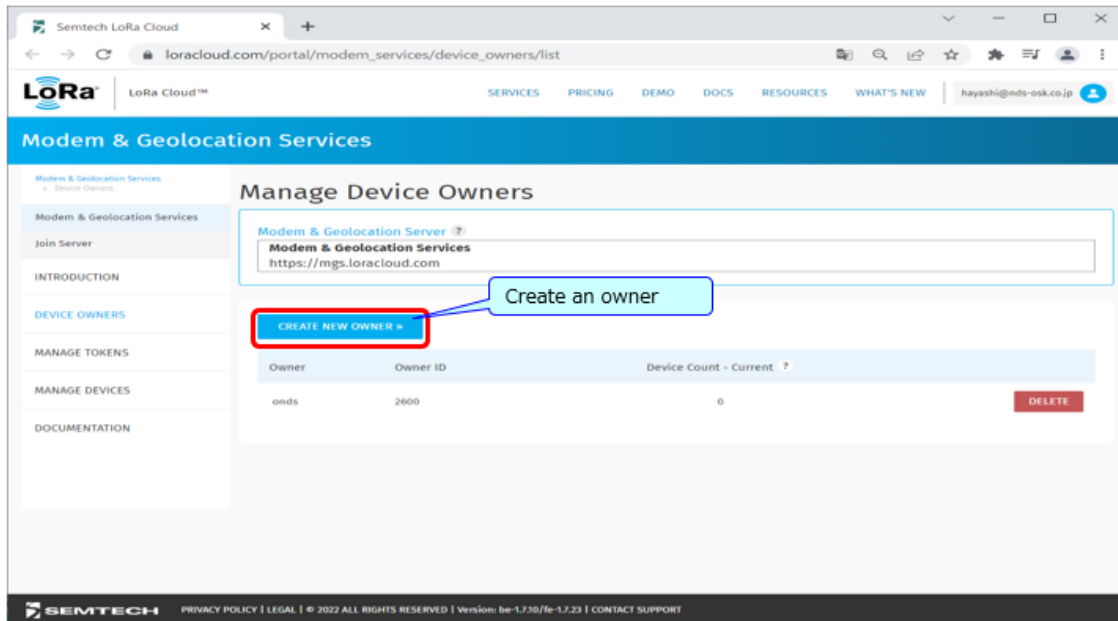 Semtech LoRa Cloud
loracloud.com/portal/modem_services/device_owners/list
LoRa LoRa Cloud™ SERVICES PRICING DEMO DOCS RESOURCES WHAT'S NEW hayashi@nds-osk.co.jp
Modem & Geolocation Services
Modem & Geolocation Services
» Device Owners
Modem & Geolocation Services
Join Server
INTRODUCTION
DEVICE OWNERS
MANAGE TOKENS
MANAGE DEVICES
DOCUMENTATION
Manage Device Owners
Modem & Geolocation Server ?
Modem & Geolocation Services
https://mgs.loracloud.com
Create an owner
CREATE NEW OWNER »
Owner Owner ID Device Count - Current ?
onds 2600 0 DELETE
SEMTECH PRIVACY POLICY | LEGAL | © 2022 ALL RIGHTS RESERVED | Version: be-1.7.10/fe-1.7.23 | CONTACT SUPPORT